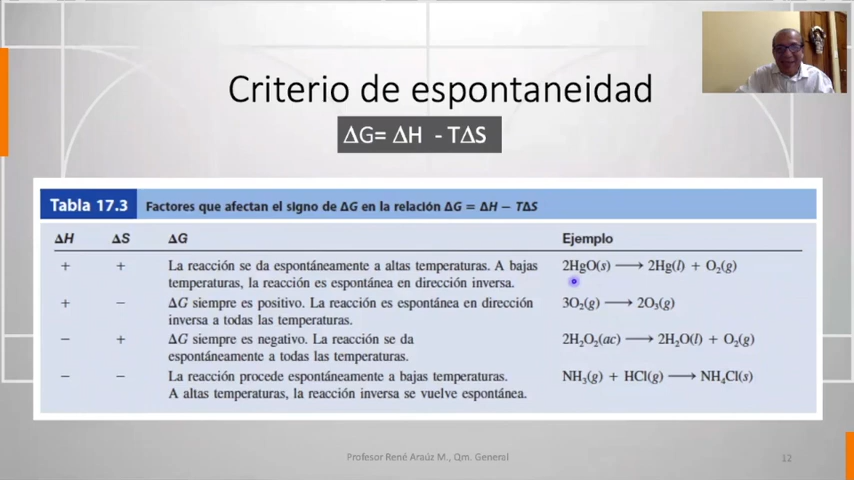 Criterio de espontaneidad
ΔG= ΔH - TΔS
Tabla 17.3 Factores que afectan el signo de ΔG en la relación ΔG = ΔH − TΔS
ΔH ΔS ΔG Ejemplo
+ + La reacción se da espontáneamente a altas temperaturas. A bajas 2HgO(s) ⟶ 2Hg(l) + O₂(g)
temperaturas, la reacción es espontánea en dirección inversa.
+ − ΔG siempre es positivo. La reacción es espontánea en dirección 3O₂(g) ⟶ 2O₃(g)
inversa a todas las temperaturas.
− + ΔG siempre es negativo. La reacción se da 2H₂O₂(ac) ⟶ 2H₂O(l) + O₂(g)
espontáneamente a todas las temperaturas.
− − La reacción procede espontáneamente a bajas temperaturas. NH₃(g) + HCl(g) ⟶ NH₄Cl(s)
A altas temperaturas, la reacción inversa se vuelve espontánea.
Profesor René Araúz M., Qm. General 12